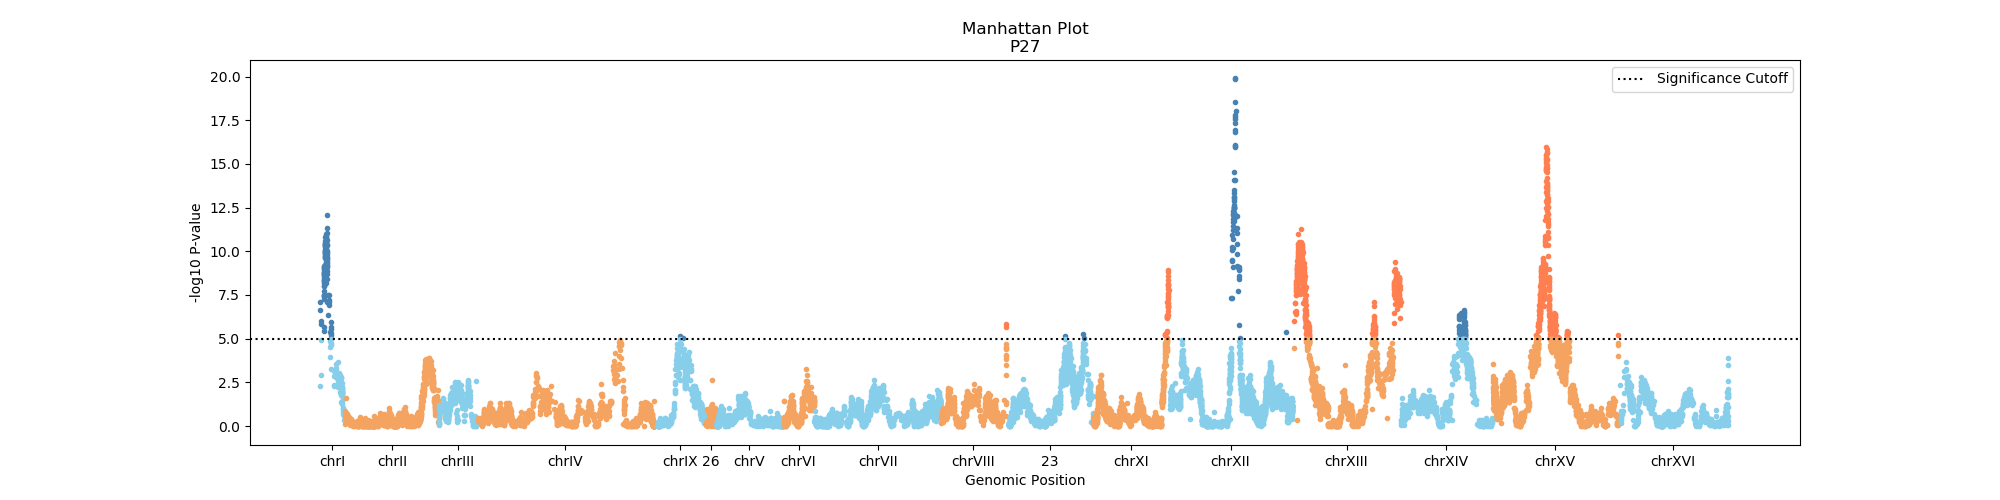 Manhattan Plot
P27
Significance Cutoff
-log10 P-value
20.0
17.5
15.0
12.5
10.0
7.5
5.0
2.5
0.0
chrI chrII chrIII chrIV chrIX 26 chrV chrVI chrVII chrVIII 23 chrXI chrXII chrXIII chrXIV chrXV chrXVI
Genomic Position